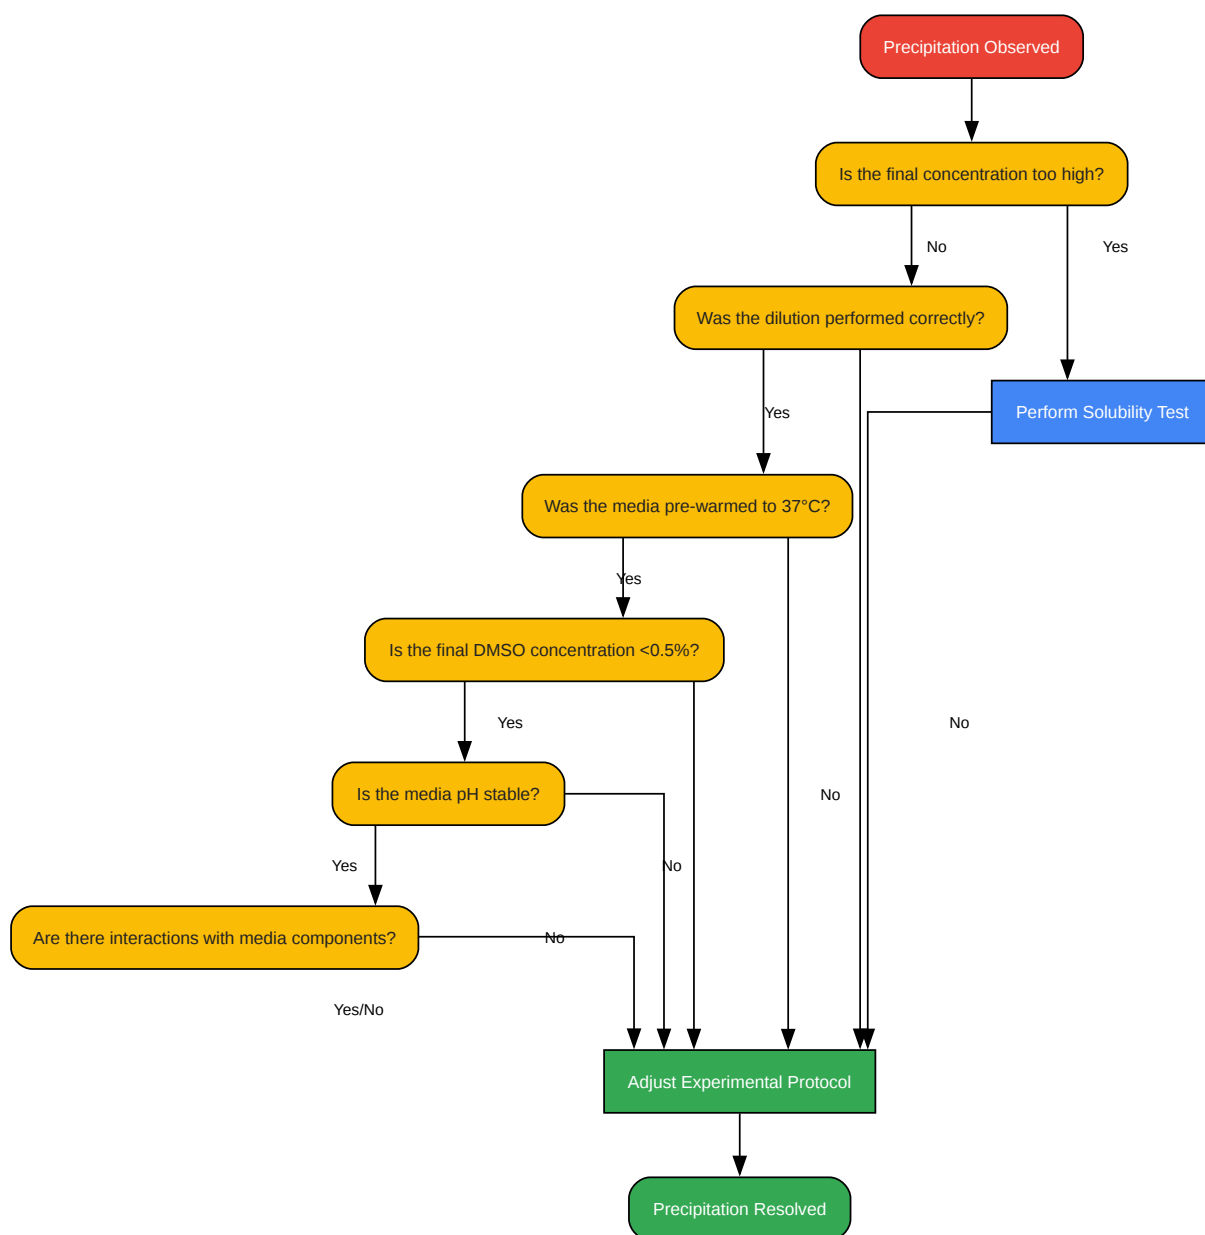 Precipitation Observed
Is the final concentration too high?
No
Yes
Was the dilution performed correctly?
Yes
Perform Solubility Test
Was the media pre-warmed to 37°C?
Yes
Is the final DMSO concentration <0.5%?
Yes
No
Is the media pH stable?
No
Yes
No
Are there interactions with media components?
No
Yes/No
Adjust Experimental Protocol
Precipitation Resolved